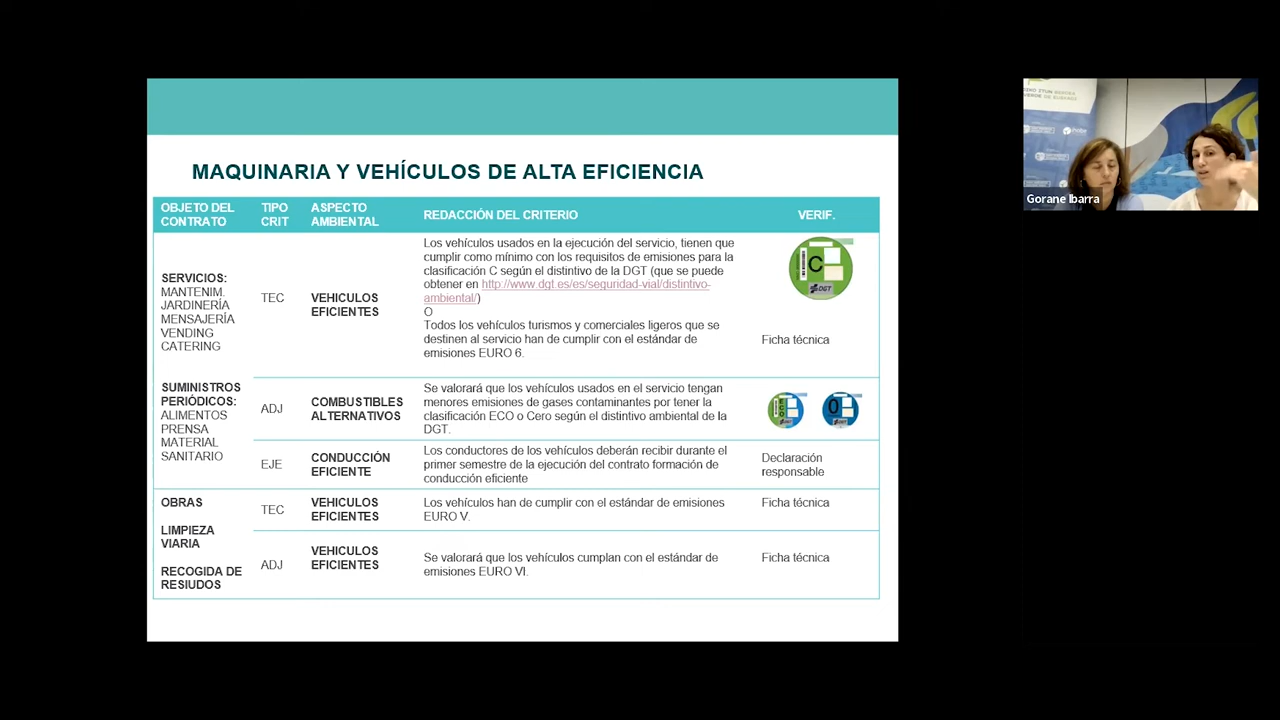 MAQUINARIA Y VEHÍCULOS DE ALTA EFICIENCIA
OBJETO DEL CONTRATO
TIPO CRIT
ASPECTO AMBIENTAL
REDACCIÓN DEL CRITERIO
VERIF.
SERVICIOS:
MANTENIM.
JARDINERÍA
MENSAJERÍA
VENDING
CATERING
TEC
VEHICULOS
EFICIENTES
Los vehículos usados en la ejecución del servicio, tienen que
cumplir como mínimo con los requisitos de emisiones para la
clasificación C según el distintivo de la DGT (que se puede
obtener en http://www.dgt.es/es/seguridad-vial/distintivo-
ambiental/)
O
Todos los vehículos turismos y comerciales ligeros que se
destinen al servicio han de cumplir con el estándar de
emisiones EURO 6.
C
DGT
Ficha técnica
SUMINISTROS
PERIÓDICOS:
ALIMENTOS
PRENSA
MATERIAL
SANITARIO
ADJ
COMBUSTIBLES
ALTERNATIVOS
Se valorará que los vehículos usados en el servicio tengan
menores emisiones de gases contaminantes por tener la
clasificación ECO o Cero según el distintivo ambiental de la
DGT.
ECO
0
EJE
CONDUCCIÓN
EFICIENTE
Los conductores de los vehículos deberán recibir durante el
primer semestre de la ejecución del contrato formación de
conducción eficiente
Declaración
responsable
OBRAS
LIMPIEZA
VIARIA
RECOGIDA DE
RESIUDOS
TEC
VEHICULOS
EFICIENTES
Los vehículos han de cumplir con el estándar de emisiones
EURO V.
Ficha técnica
ADJ
VEHICULOS
EFICIENTES
Se valorará que los vehículos cumplan con el estándar de
emisiones EURO VI.
Ficha técnica
Gorane Ibarra